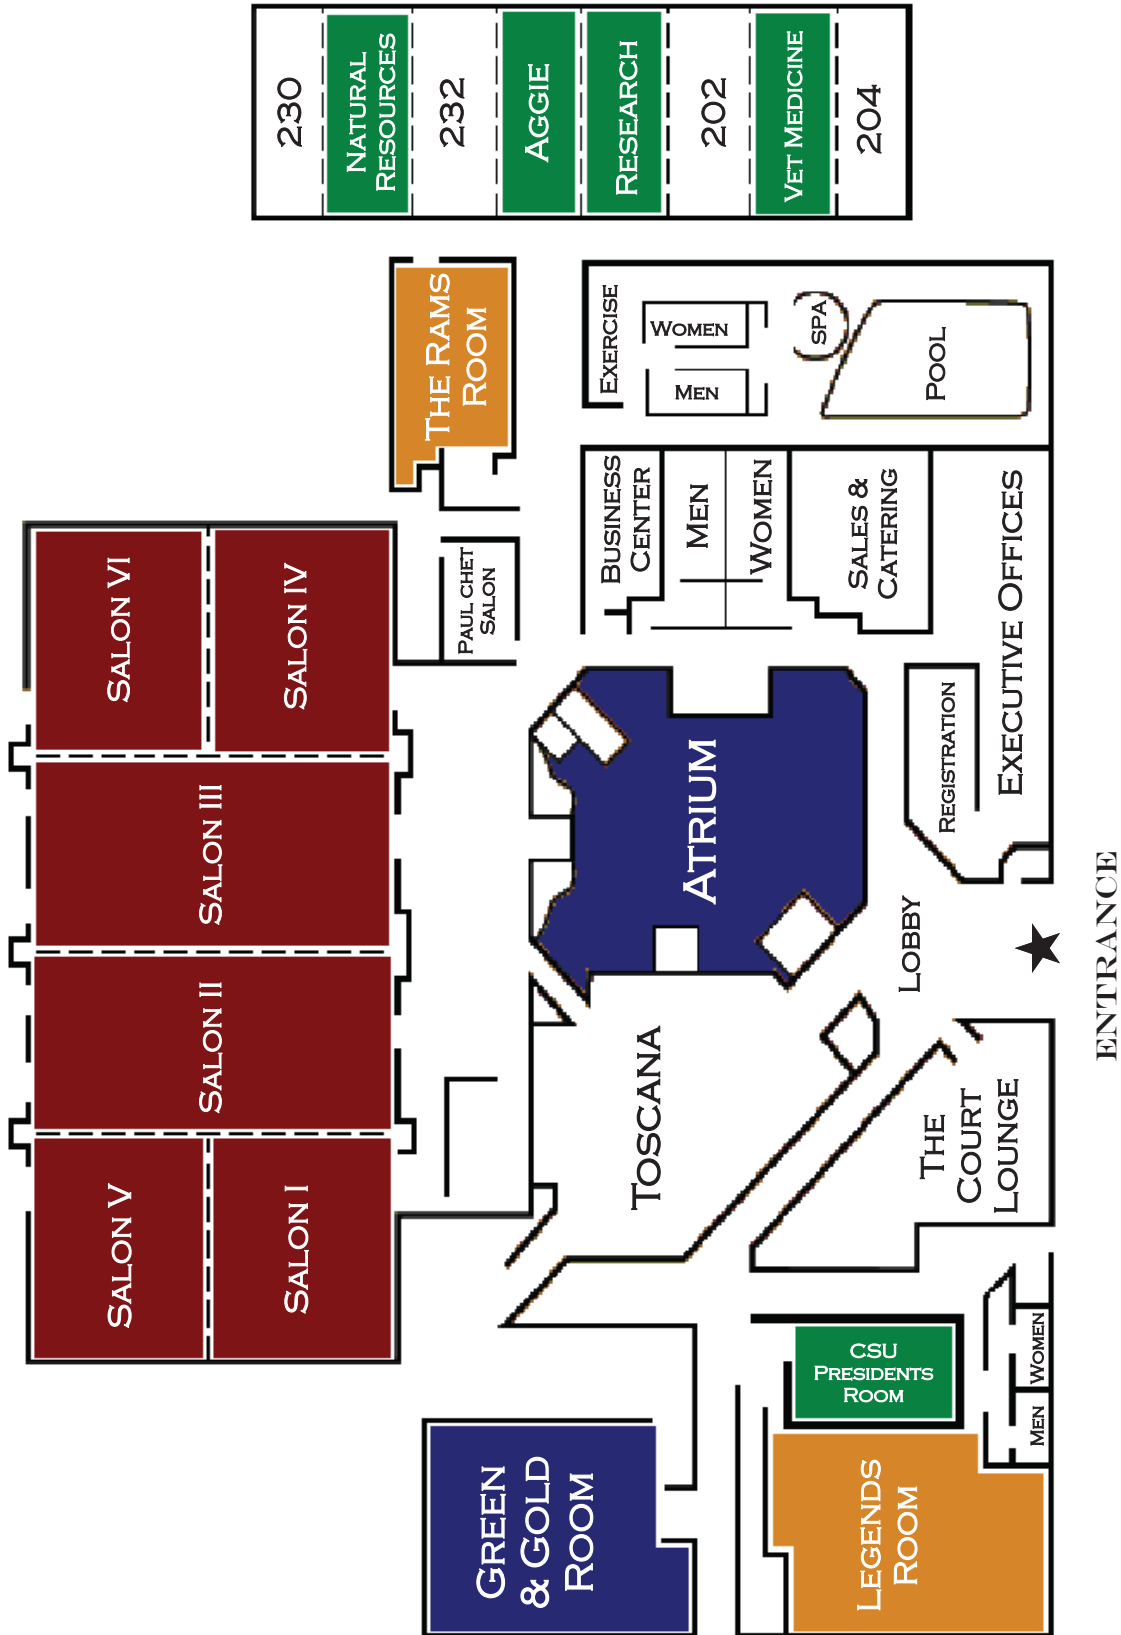 230
NATURAL
RESOURCES
232
AGGIE
RESEARCH
202
VET MEDICINE
204
THE RAMS
ROOM
EXERCISE
WOMEN
MEN
SPA
POOL
SALON VI
SALON IV
PAUL CHET
SALON
BUSINESS
CENTER
MEN
WOMEN
SALES &
CATERING
EXECUTIVE OFFICES
REGISTRATION
SALON III
ATRIUM
LOBBY
ENTRANCE
SALON II
TOSCANA
THE
COURT
LOUNGE
SALON V
SALON I
CSU
PRESIDENTS
ROOM
WOMEN
MEN
GREEN
& GOLD
ROOM
LEGENDS
ROOM